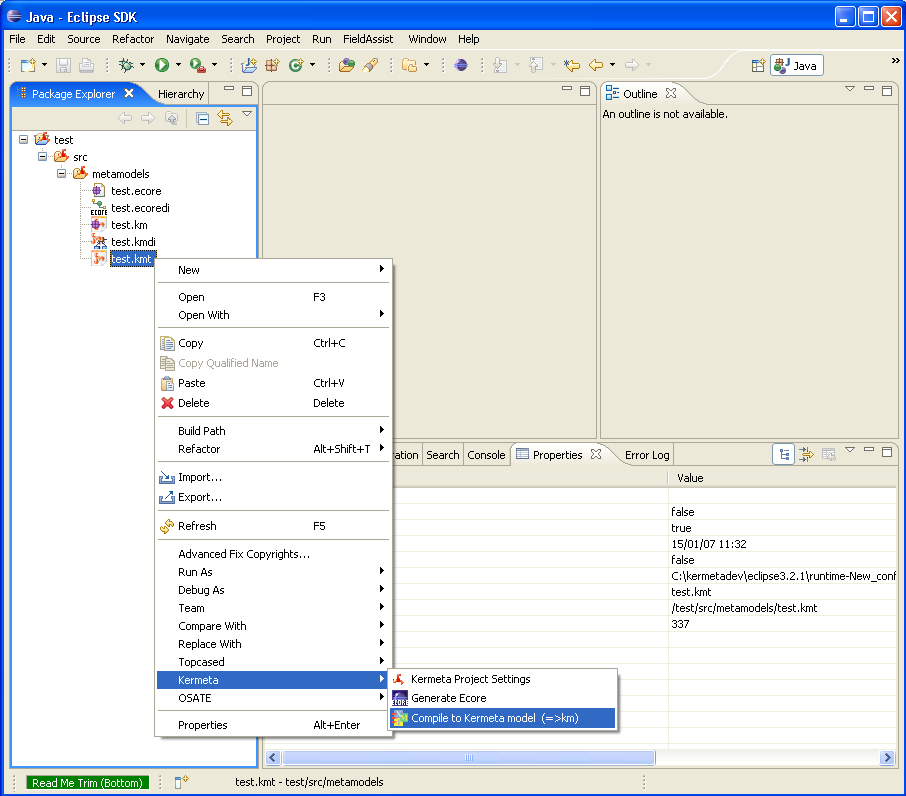 Java - Eclipse SDK
File Edit Source Refactor Navigate Search Project Run FieldAssist Window Help
Java
»
Package Explorer Hierarchy
Outline
An outline is not available.
test
src
metamodels
test.ecore
test.ecoredi
test.km
test.kmdi
test.kmt
New
Open F3
Open With
Copy Ctrl+C
Copy Qualified Name
Paste Ctrl+V
Delete Delete
Build Path
Refactor Alt+Shift+T
Import...
Export...
Refresh F5
Advanced Fix Copyrights...
Run As
Debug As
Team
Compare With
Replace With
Topcased
Kermeta
OSATE
Properties Alt+Enter
Kermeta Project Settings
Generate Ecore
Compile to Kermeta model (=>km)
ation Search Console Properties Error Log
Value
false
true
15/01/07 11:32
false
C:\kermetadev\eclipse3.2.1\runtime-New_conf
test.kmt
/test/src/metamodels/test.kmt
337
Read Me Trim (Bottom)
test.kmt - test/src/metamodels